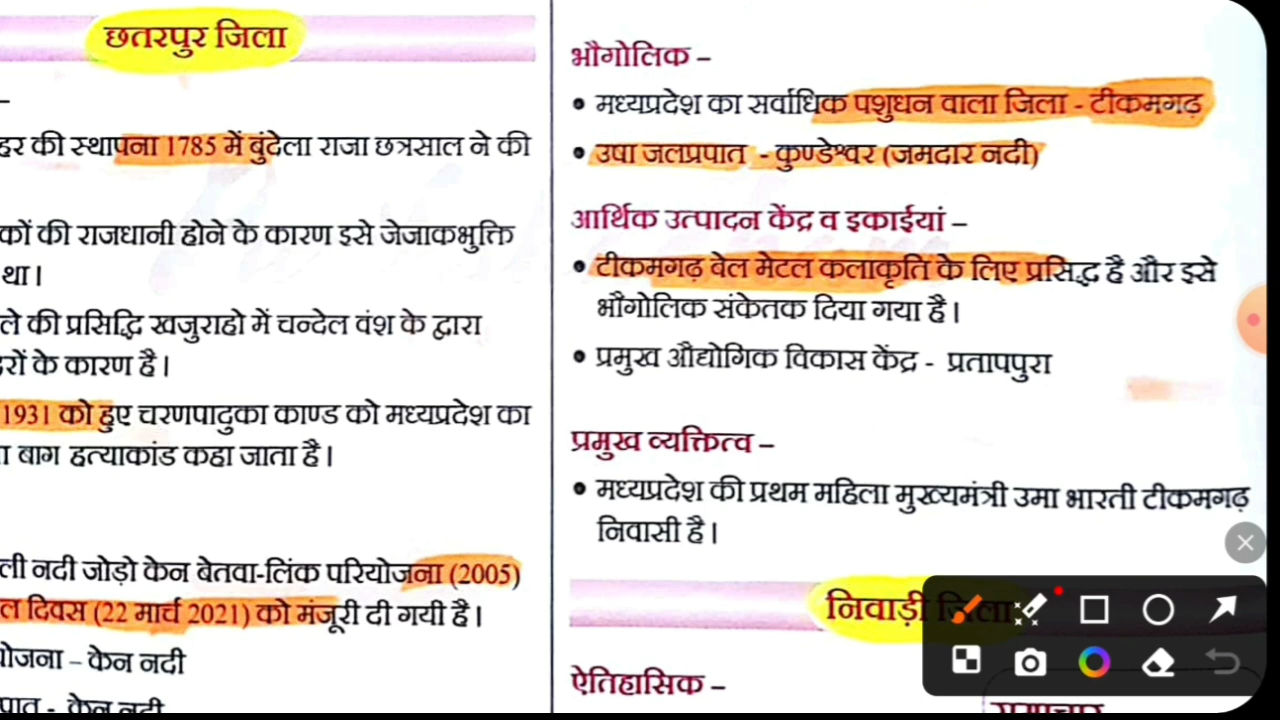 छतरपुर जिला
–
हर की स्थापना 1785 में बुंदेला राजा छत्रसाल ने की
कों की राजधानी होने के कारण इसे जेजाकभुक्ति
था।
ले की प्रसिद्धि खजुराहो में चन्देल वंश के द्वारा
रों के कारण है।
1931 को हुए चरणपादुका काण्ड को मध्यप्रदेश का
ा बाग हत्याकांड कहा जाता है।
ली नदी जोड़ो केन बेतवा-लिंक परियोजना (2005)
ल दिवस (22 मार्च 2021) को मंजूरी दी गयी है।
योजना – केन नदी
पात - केन नदी
भौगोलिक –
• मध्यप्रदेश का सर्वाधिक पशुधन वाला जिला - टीकमगढ़
• उषा जलप्रपात - कुण्डेश्वर (जमदार नदी)
आर्थिक उत्पादन केंद्र व इकाईयां –
• टीकमगढ़ वेल मेटल कलाकृति के लिए प्रसिद्ध है और इसे
भौगोलिक संकेतक दिया गया है।
• प्रमुख औद्योगिक विकास केंद्र - प्रतापपुरा
प्रमुख व्यक्तित्व –
• मध्यप्रदेश की प्रथम महिला मुख्यमंत्री उमा भारती टीकमगढ़
निवासी है।
निवाड़ी जिला
ऐतिहासिक –